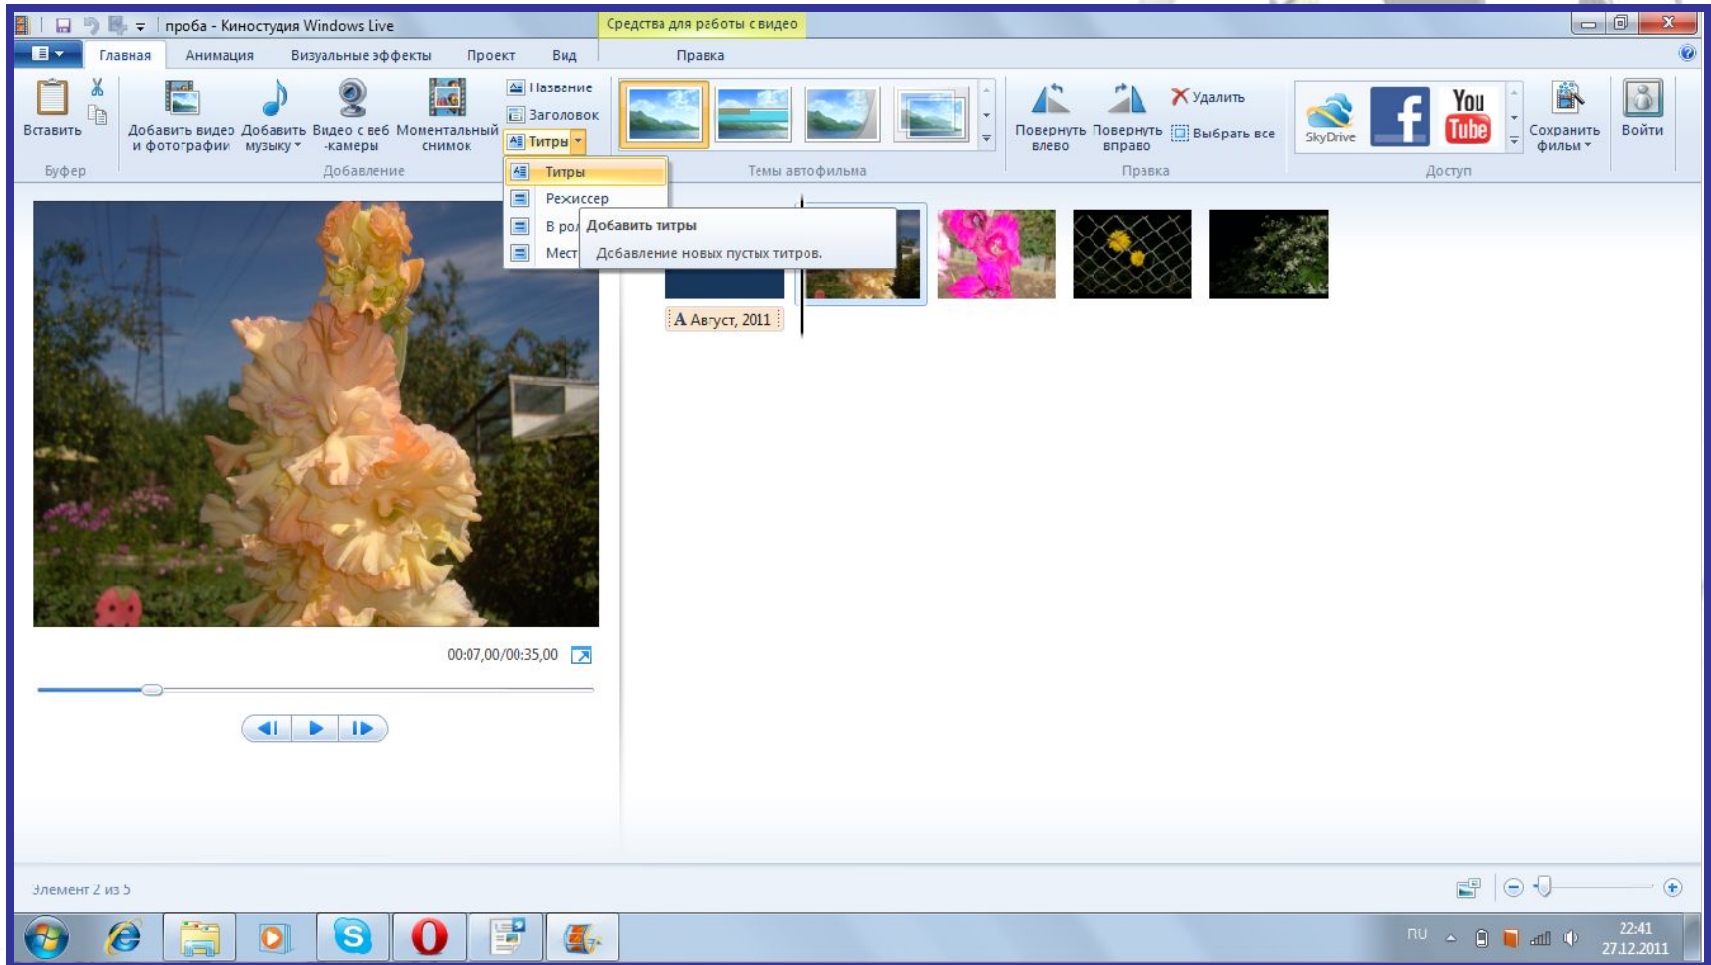 проба - Киностудия Windows Live
Средства для работы с видео
Главная
Анимация
Визуальные эффекты
Проект
Вид
Правка
Вставить
Добавить видео и фотографии
Добавить музыку
Видео с веб-камеры
Моментальный снимок
Название
Заголовок
Титры
Повернуть влево
Повернуть вправо
Удалить
Выбрать все
SkyDrive
f
You Tube
Сохранить фильм
Войти
Буфер
Добавление
Темы автофильма
Правка
Доступ
Титры
Режиссер
В рол
Мест
Добавить титры
Добавление новых пустых титров.
A Август, 2011
00:07,00/00:35,00
Элемент 2 из 5
RU
22:41
27.12.2011